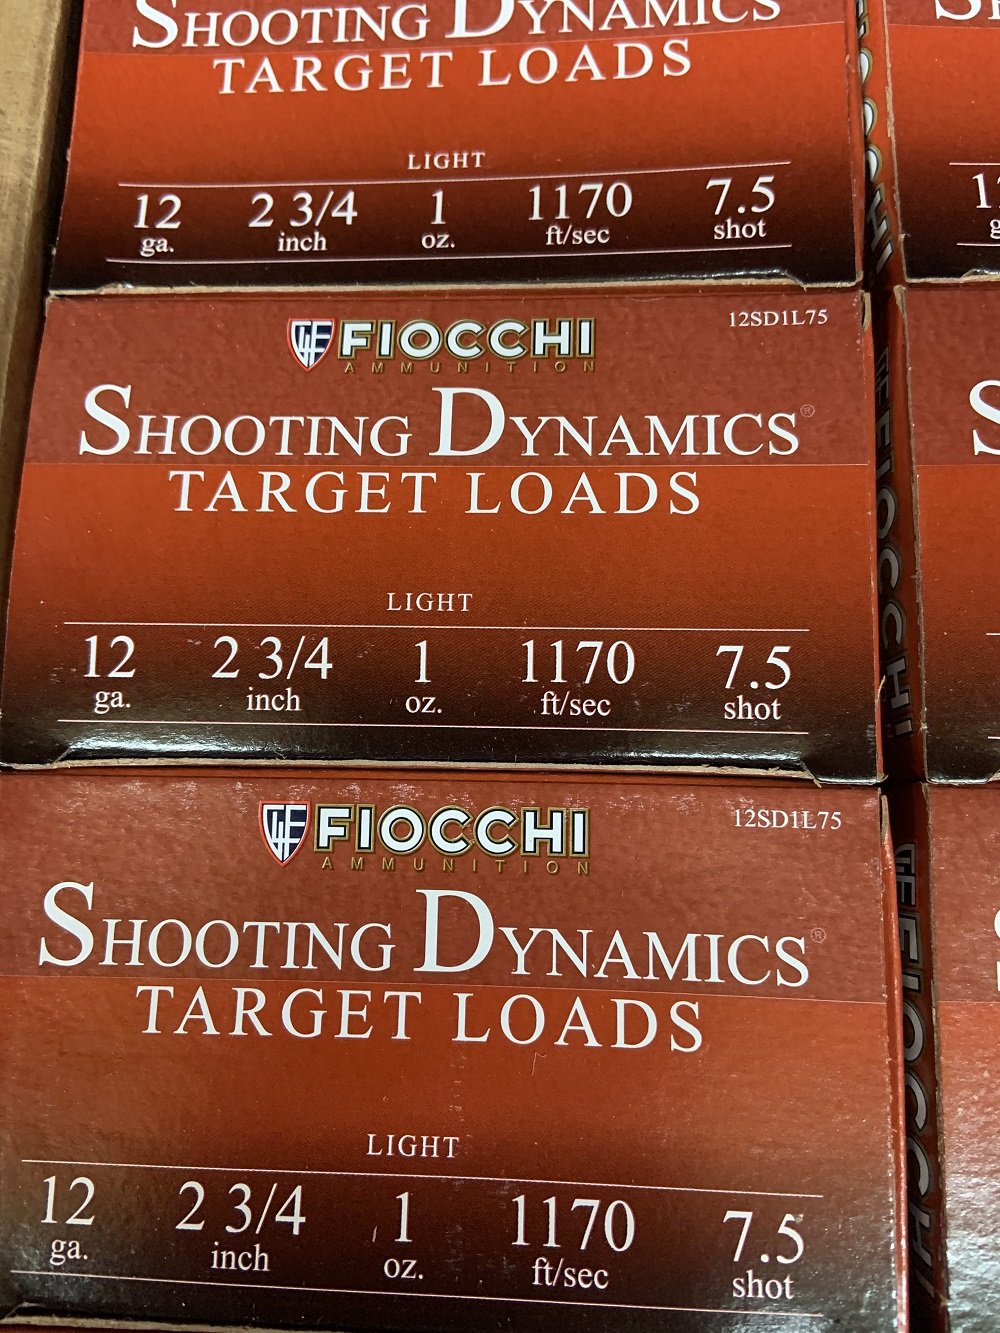 SHOOTING DYNAMICS
TARGET LOADS
LIGHT
12 2 3/4 1 1170 7.5
ga. inch oz. ft/sec shot
FIOCCHI
12SD1L75
AMMUNITION
SHOOTING DYNAMICS®
TARGET LOADS
LIGHT
12 2 3/4 1 1170 7.5
ga. inch oz. ft/sec shot
FIOCCHI
12SD1L75
AMMUNITION
SHOOTING DYNAMICS®
TARGET LOADS
LIGHT
12 2 3/4 1 1170 7.5
ga. inch oz. ft/sec shot
FIOCCHI
FIOCCHI